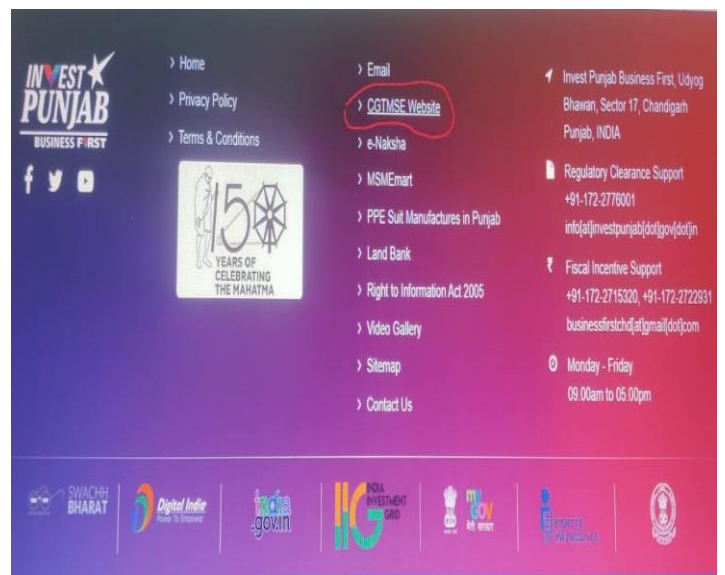 INVEST
PUNJAB
BUSINESS FIRST
> Home
> Privacy Policy
> Terms & Conditions
150
YEARS OF
CELEBRATING
THE MAHATMA
> Email
> CGTMSE Website
> e-Naksha
> MSMEmart
> PPE Suit Manufactures in Punjab
> Land Bank
> Right to Information Act 2005
> Video Gallery
> Sitemap
> Contact Us
Invest Punjab Business First, Udyog
Bhawan, Sector 17, Chandigarh
Punjab, INDIA
Regulatory Clearance Support
+91-172-2776001
info[at]investpunjab[dot]gov[dot]in
Fiscal Incentive Support
+91-172-2715320, +91-172-2722931
businessfirstchd[at]gmail[dot]com
Monday - Friday
09.00am to 05.00pm
SWACHH
BHARAT
Digital India
Power To Empower
india
.gov.in
IIG
INDIA
INVESTMENT
GRID
my
GOV
मेरी सरकार